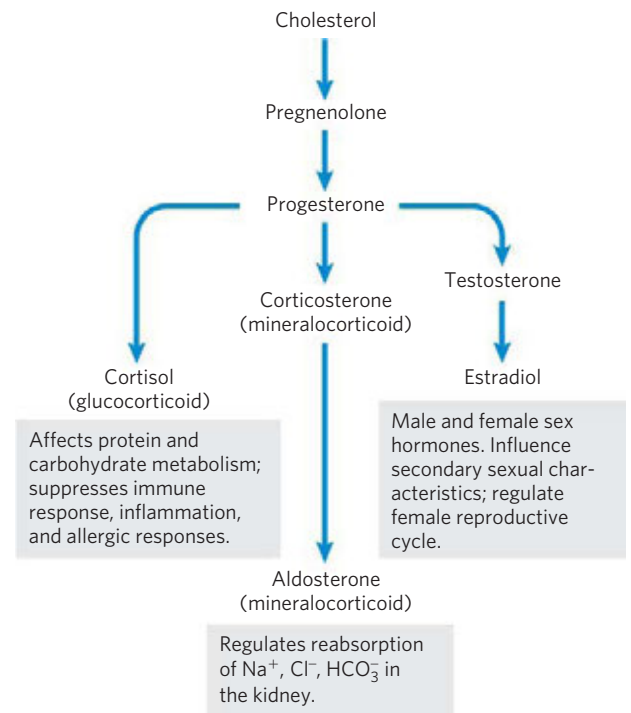 Cholesterol
Pregnenolone
Progesterone
Corticosterone
(mineralocorticoid)
Testosterone
Cortisol
(glucocorticoid)
Affects protein and
carbohydrate metabolism;
suppresses immune
response, inflammation,
and allergic responses.
Estradiol
Male and female sex
hormones. Influence
secondary sexual char-
acteristics; regulate
female reproductive
cycle.
Aldosterone
(mineralocorticoid)
Regulates reabsorption
of Na⁺, Cl⁻, HCO₃⁻ in
the kidney.